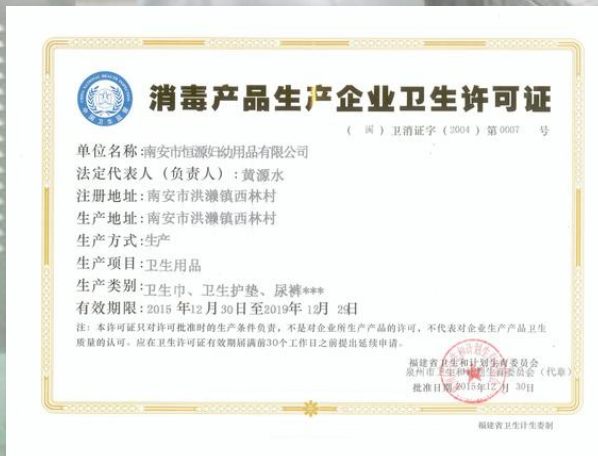 消毒产品生产企业卫生许可证
( 闽 ) 卫消证字 ( 2004 ) 第 0007 号
单位名称:南安市恒源妇幼用品有限公司
法定代表人(负责人):黄源水
注册地址:南安市洪濑镇西林村
生产地址:南安市洪濑镇西林村
生产方式:生产
生产项目:卫生用品
生产类别:卫生巾、卫生护垫、尿裤***
有效期限:2015 年12 月 30日至2019年 12月 29日
注:本许可证只对许可批准时的生产条件负责,不是对企业所生产产品的许可,不代表对企业生产产品卫生
质量的认可。应在卫生许可证有效期届满前30个工作日之前提出延续申请。
福建省卫生和计划生育委员会
泉州市卫生和计划生育委员会(代章)
批准日期 2015年12 月 30日
福建省卫生计生委制